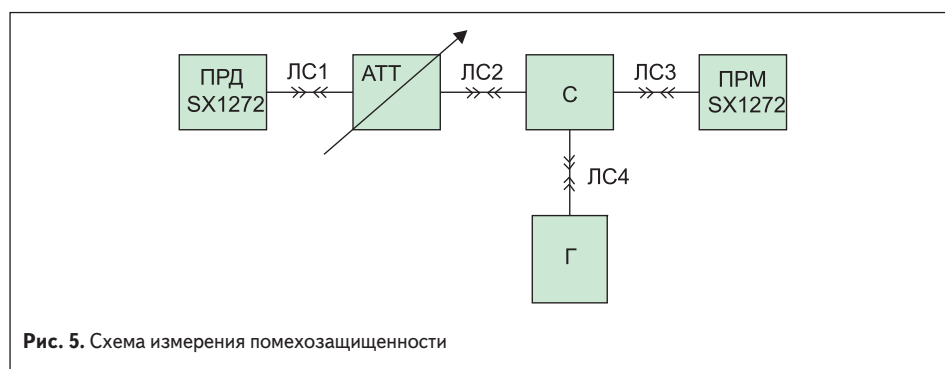 ПРД
SX1272
ЛС1
АТТ
ЛС2
С
ЛС3
ПРМ
SX1272
ЛС4
Г
Рис. 5. Схема измерения помехозащищенности